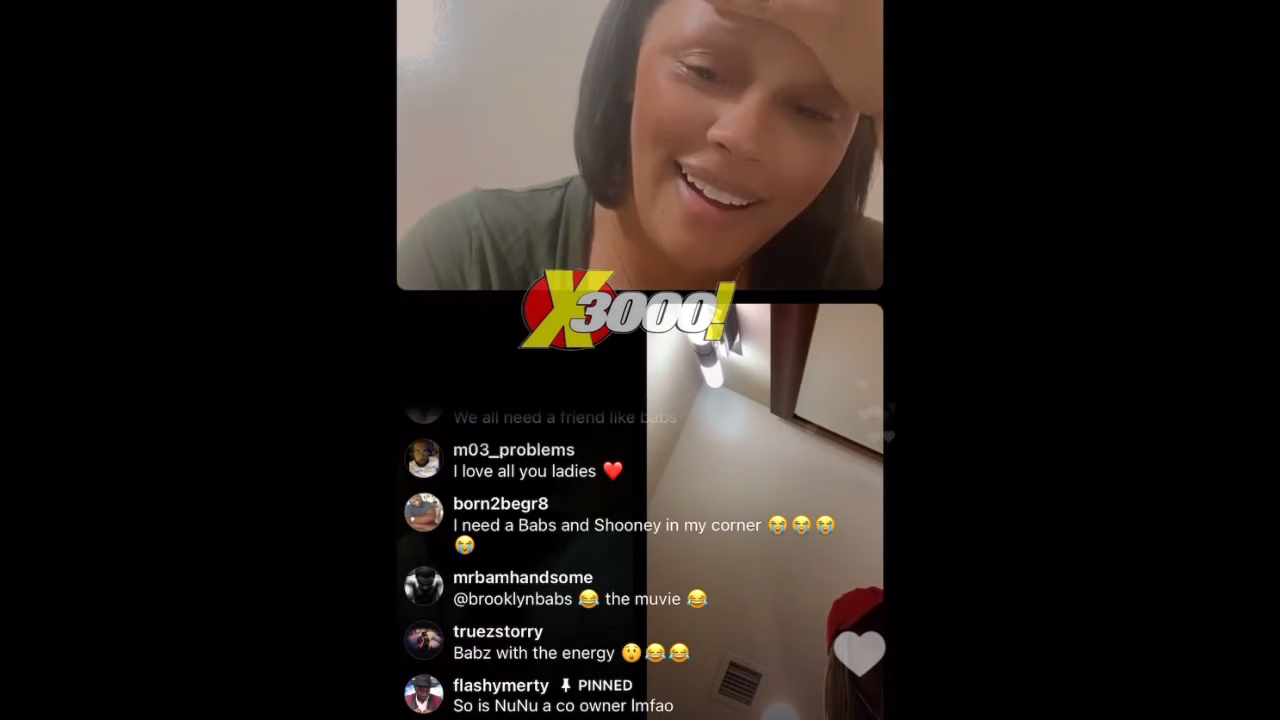 X3000!
We all need a friend like babs
m03_problems
I love all you ladies ❤️
born2begr8
I need a Babs and Shooney in my corner 😭😭😭
😭
mrbamhandsome
@brooklynbabs 😂 the muvie 😂
truezstorry
Babz with the energy 😲😂😂
flashymerty PINNED
So is NuNu a co owner lmfao